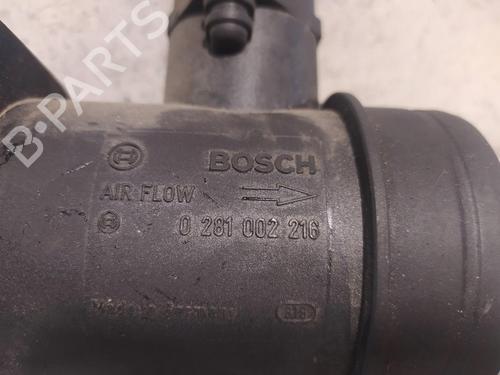 B-PARTS
BOSCH
AIR FLOW
0 281 002 216
Made in Germany